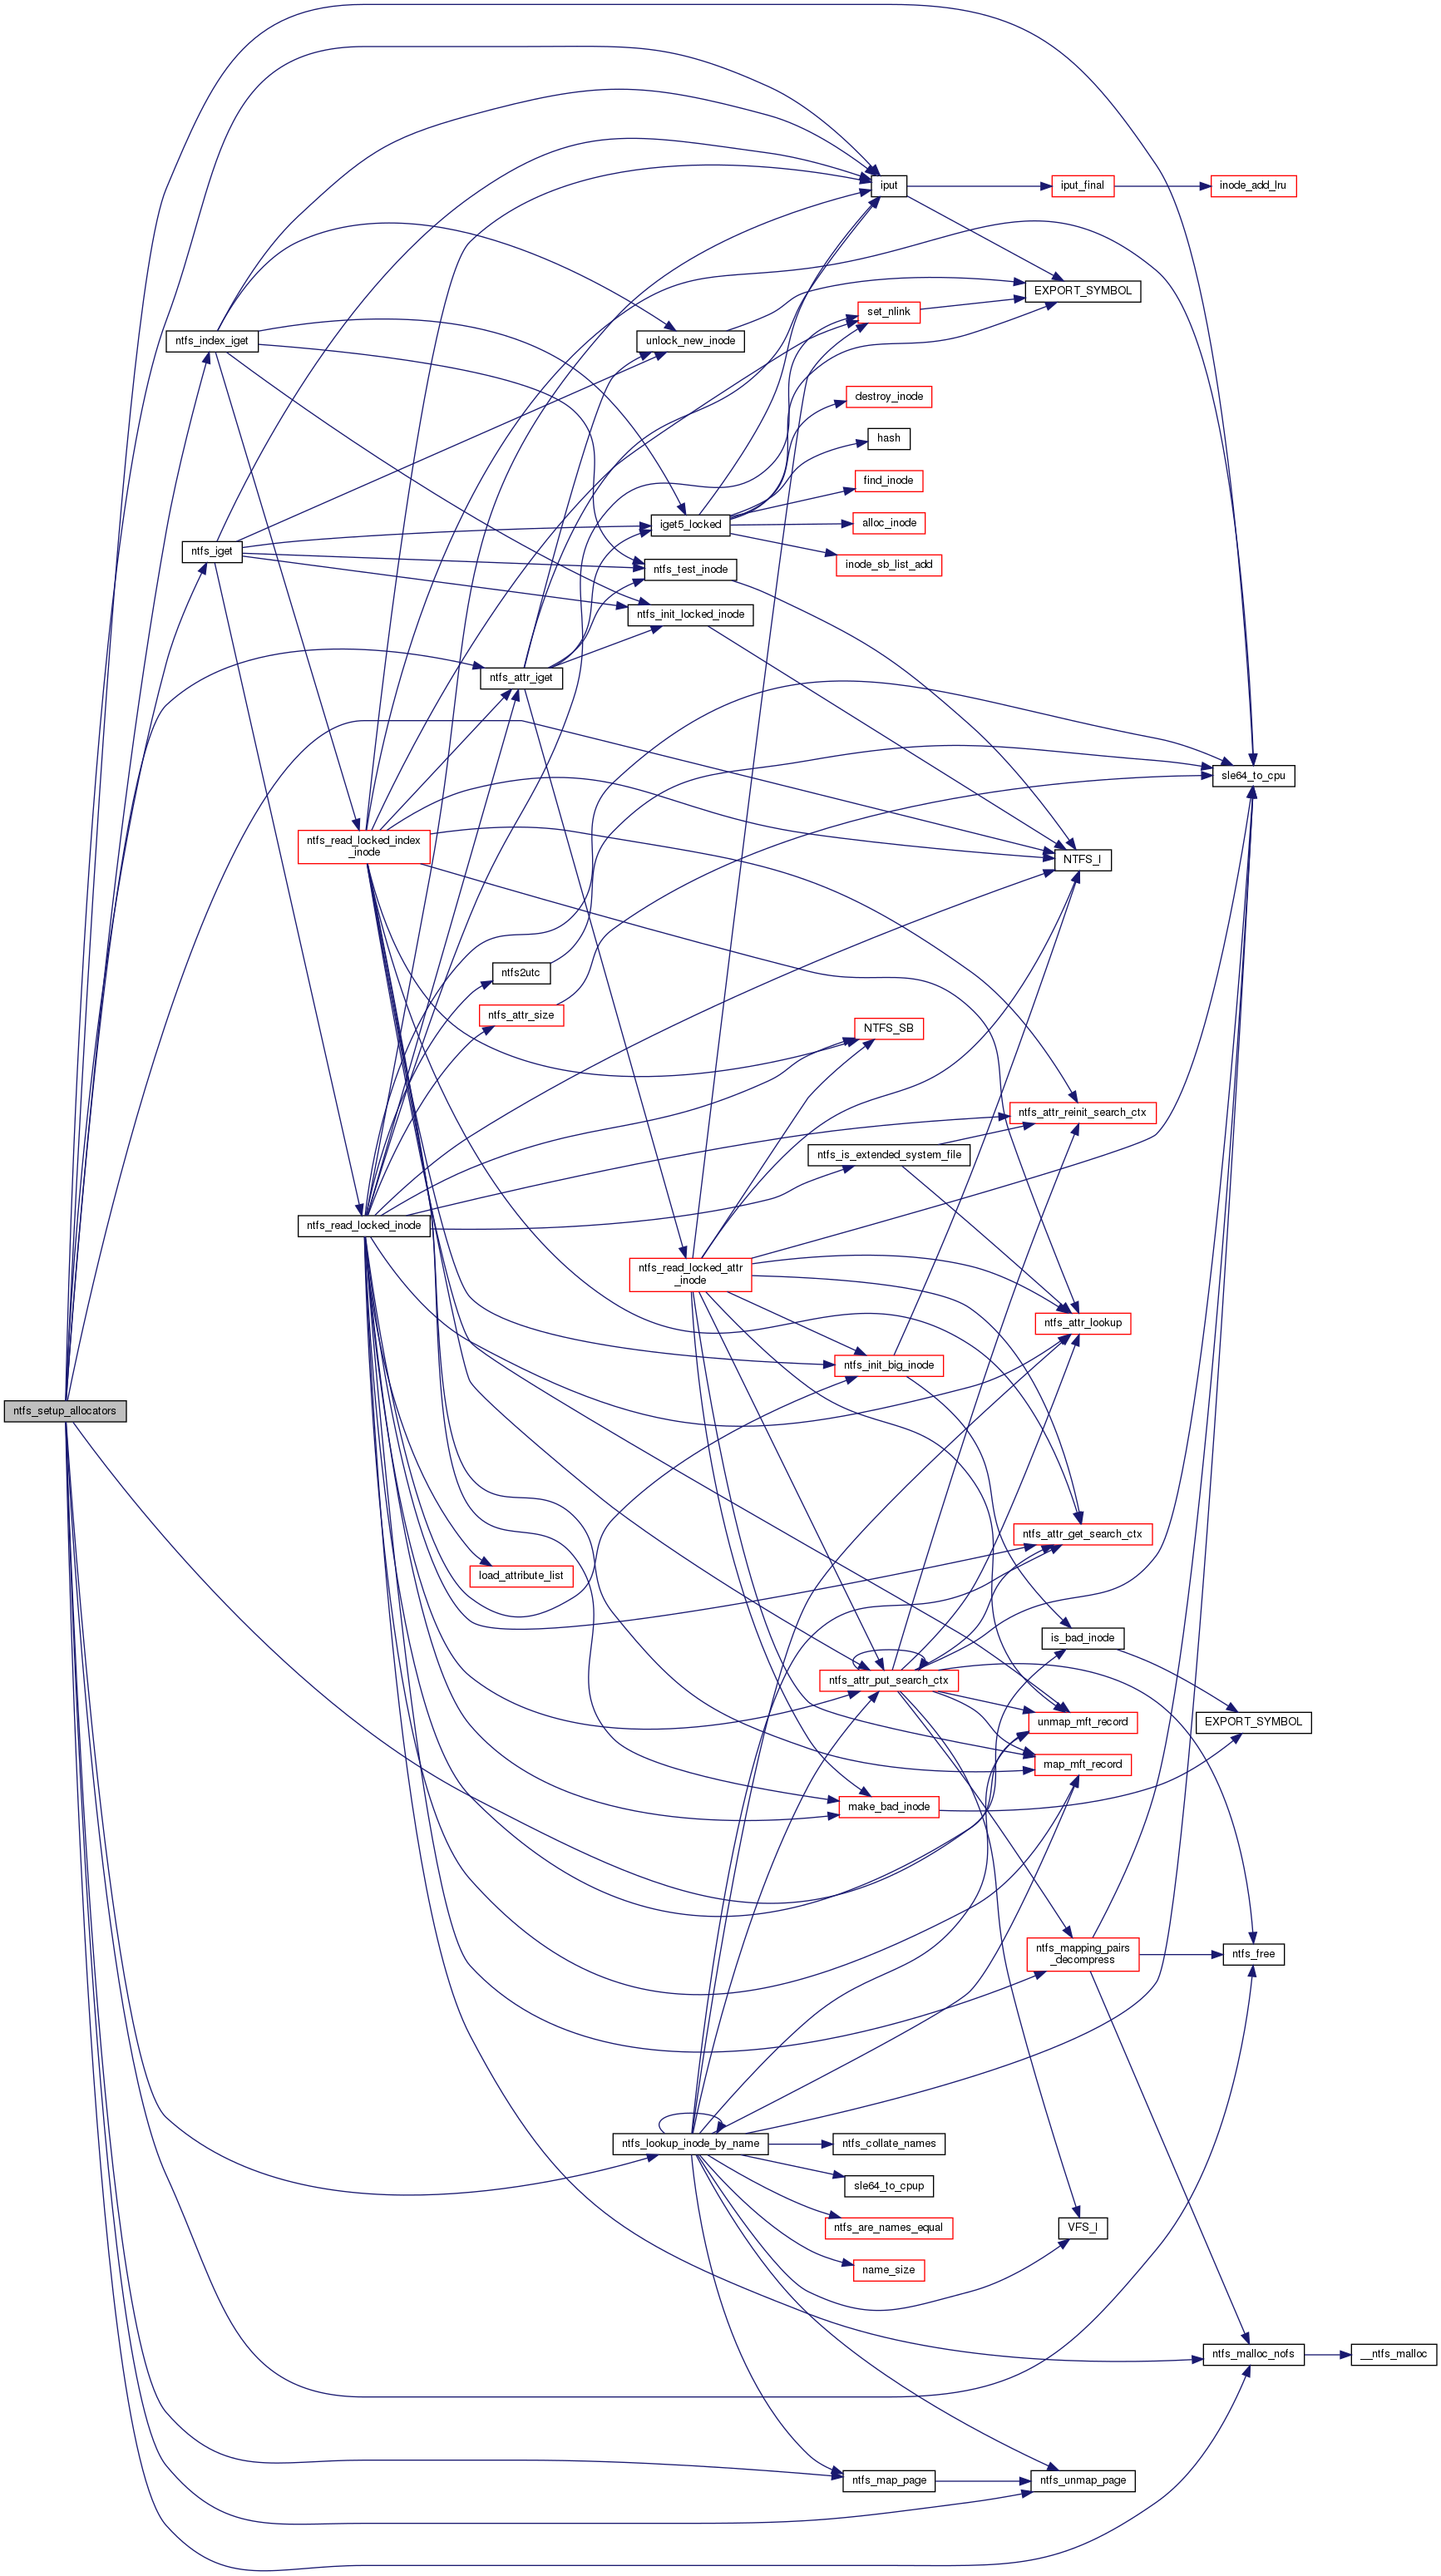 iput
iput_final
inode_add_lru
EXPORT_SYMBOL
set_nlink
ntfs_index_iget
unlock_new_inode
destroy_inode
hash
find_inode
iget5_locked
alloc_inode
ntfs_iget
inode_sb_list_add
ntfs_test_inode
ntfs_init_locked_inode
ntfs_attr_iget
sle64_to_cpu
ntfs_read_locked_index
_inode
NTFS_I
ntfs2utc
ntfs_attr_size
NTFS_SB
ntfs_attr_reinit_search_ctx
ntfs_is_extended_system_file
ntfs_read_locked_inode
ntfs_read_locked_attr
_inode
ntfs_attr_lookup
ntfs_init_big_inode
ntfs_setup_allocators
ntfs_attr_get_search_ctx
load_attribute_list
is_bad_inode
ntfs_attr_put_search_ctx
unmap_mft_record
EXPORT_SYMBOL
map_mft_record
make_bad_inode
ntfs_mapping_pairs
_decompress
ntfs_free
ntfs_lookup_inode_by_name
ntfs_collate_names
sle64_to_cpup
ntfs_are_names_equal
VFS_I
name_size
ntfs_malloc_nofs
__ntfs_malloc
ntfs_map_page
ntfs_unmap_page